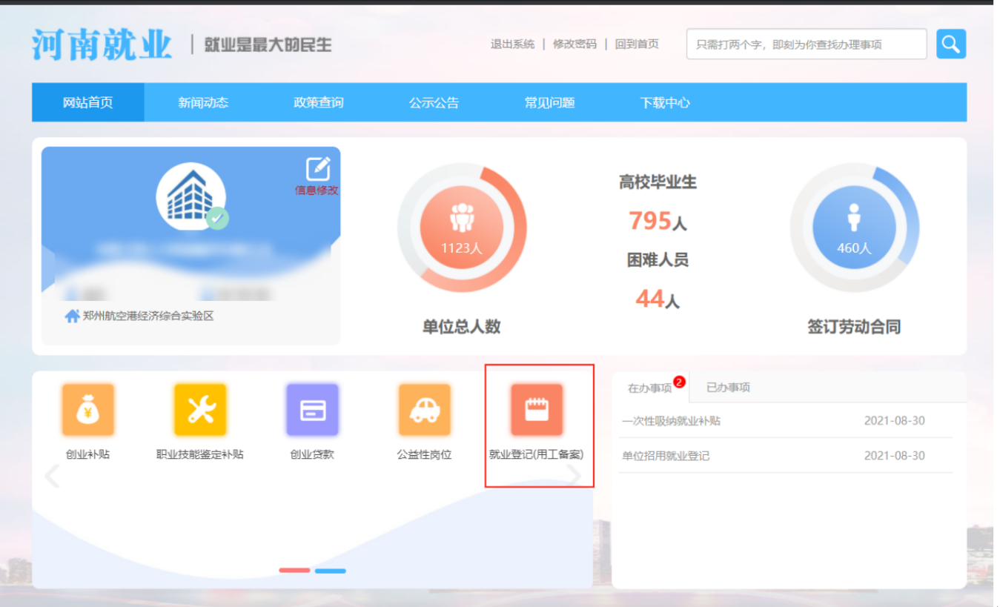 河南就业 | 就业是最大的民生
退出系统 | 修改密码 | 回到首页
只需打两个字，即刻为你查找办理事项
网站首页 新闻动态 政策查询 公示公告 常见问题 下载中心
信息修改
郑州航空港经济综合实验区
1123人
单位总人数
高校毕业生
795人
困难人员
44人
460人
签订劳动合同
¥
创业补贴 职业技能鉴定补贴 创业贷款 公益性岗位 就业登记(用工备案)
在办事项 2 已办事项
一次性吸纳就业补贴 2021-08-30
单位招用就业登记 2021-08-30